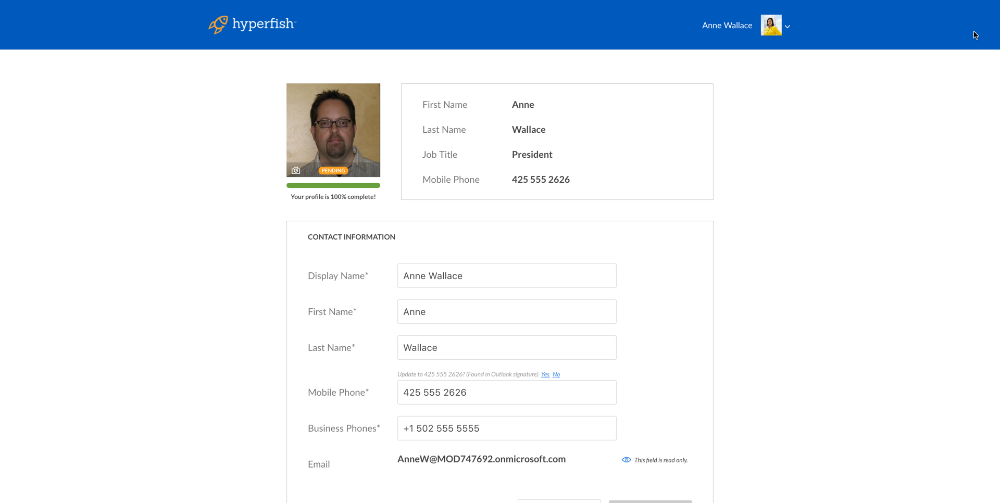 hyperfish™
Anne Wallace
First Name Anne
Last Name Wallace
Job Title President
Mobile Phone 425 555 2626
PENDING
Your profile is 100% complete!
CONTACT INFORMATION
Display Name* Anne Wallace
First Name* Anne
Last Name* Wallace
Update to 425 555 2626? (Found in Outlook signature) Yes No
Mobile Phone* 425 555 2626
Business Phones* +1 502 555 5555
Email AnneW@MOD747692.onmicrosoft.com This field is read only.